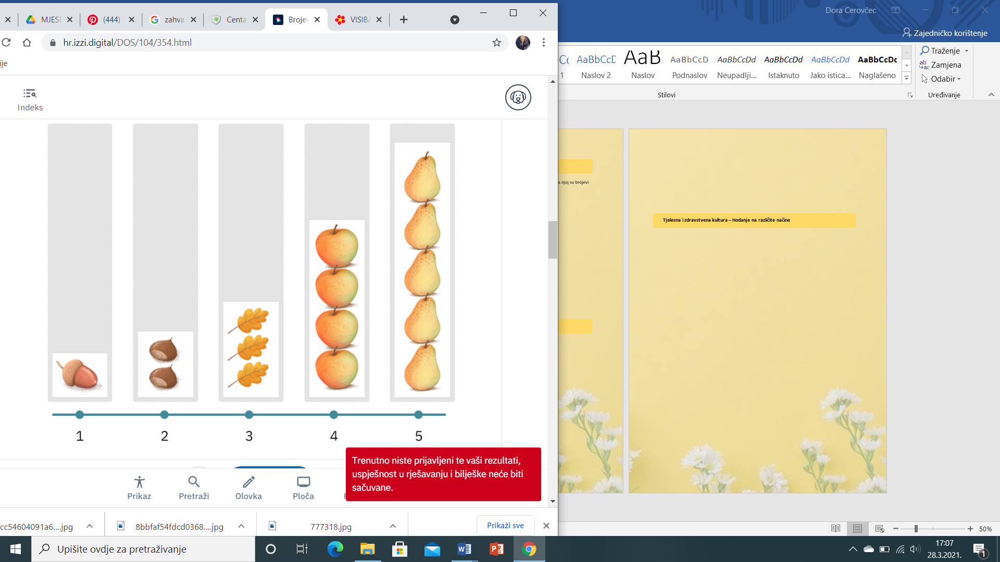 MJESE
(444)
zahva
Centa
Brojev
VISIBA
hr.izzi.digital/DOS/104/354.html
ije
Indeks
1
2
3
4
5
Trenutno niste prijavljeni te vaši rezultati,
uspješnost u rješavanju i bilješke neće biti
sačuvane.
Prikaz
Pretraži
Olovka
Ploča
cc54604091a6....jpg
8bbfaf54fdcd0368....jpg
777318.jpg
Prikaži sve
Dora Cerovčec
Zajedničko korištenje
AaBbCcD
AaB
AaBbCcD
AaBbCcDd
AaBbCcDd
AaBbCcDd
AaBbCcDc
1
Naslov 2
Naslov
Podnaslov
Neupadlji...
Istaknuto
Jako istica...
Naglašeno
Stilovi
Traženje
Zamjena
Odabir
Uređivanje
a njoj su brojevi
Tjelesna i zdravstvena kultura – Hodanje na različite načine
50%
Upišite ovdje za pretraživanje
17:07
28.3.2021.
1